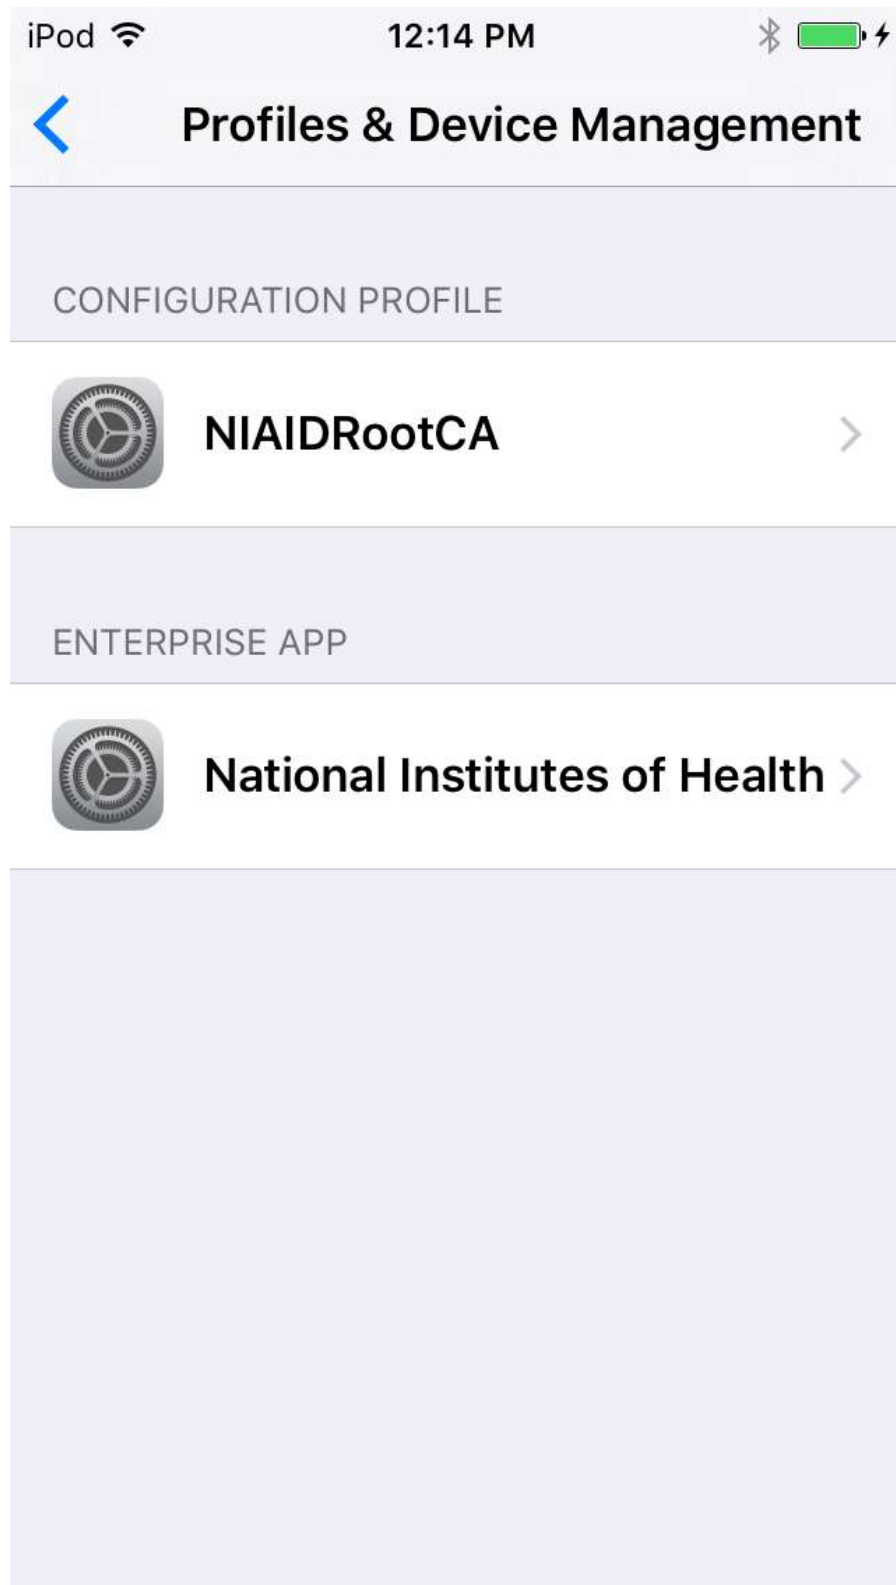 iPod 12:14 PM
Profiles & Device Management
CONFIGURATION PROFILE
NIAIDRootCA
ENTERPRISE APP
National Institutes of Health